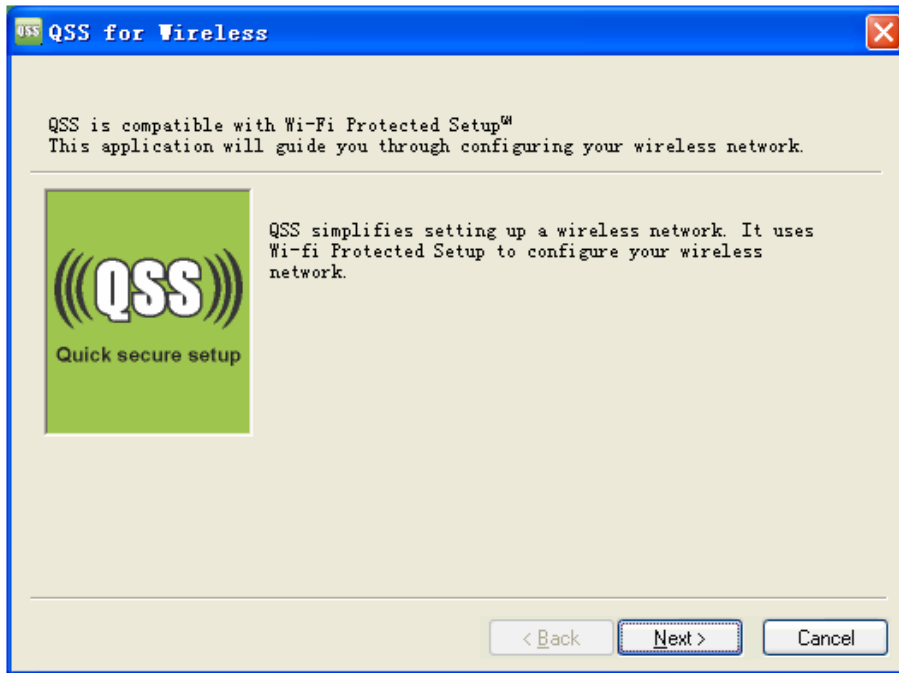 QSS QSS for Wireless
QSS is compatible with Wi-Fi Protected Setup™
This application will guide you through configuring your wireless network.
QSS simplifies setting up a wireless network. It uses
Wi-fi Protected Setup to configure your wireless
network.
(((QSS)))
Quick secure setup
< Back Next > Cancel